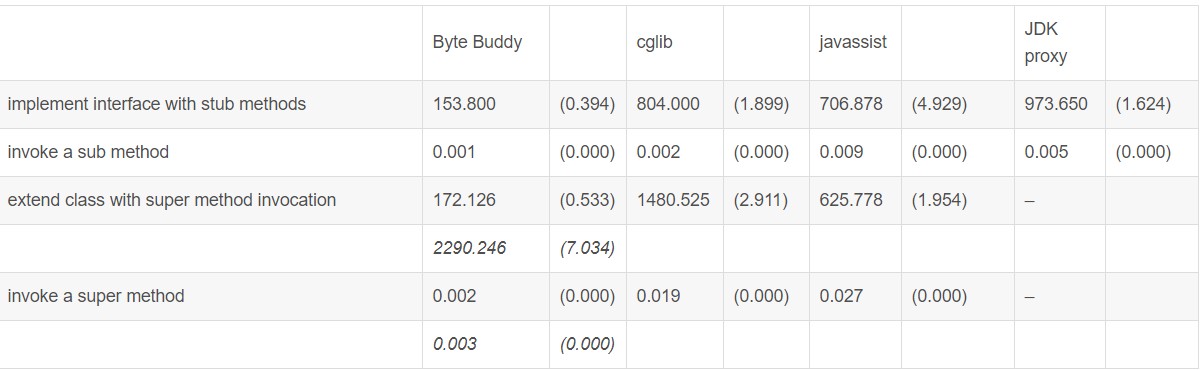 Byte Buddy cglib javassist JDK proxy
implement interface with stub methods 153.800 (0.394) 804.000 (1.899) 706.878 (4.929) 973.650 (1.624)
invoke a sub method 0.001 (0.000) 0.002 (0.000) 0.009 (0.000) 0.005 (0.000)
extend class with super method invocation 172.126 (0.533) 1480.525 (2.911) 625.778 (1.954) –
2290.246 (7.034)
invoke a super method 0.002 (0.000) 0.019 (0.000) 0.027 (0.000) –
0.003 (0.000)